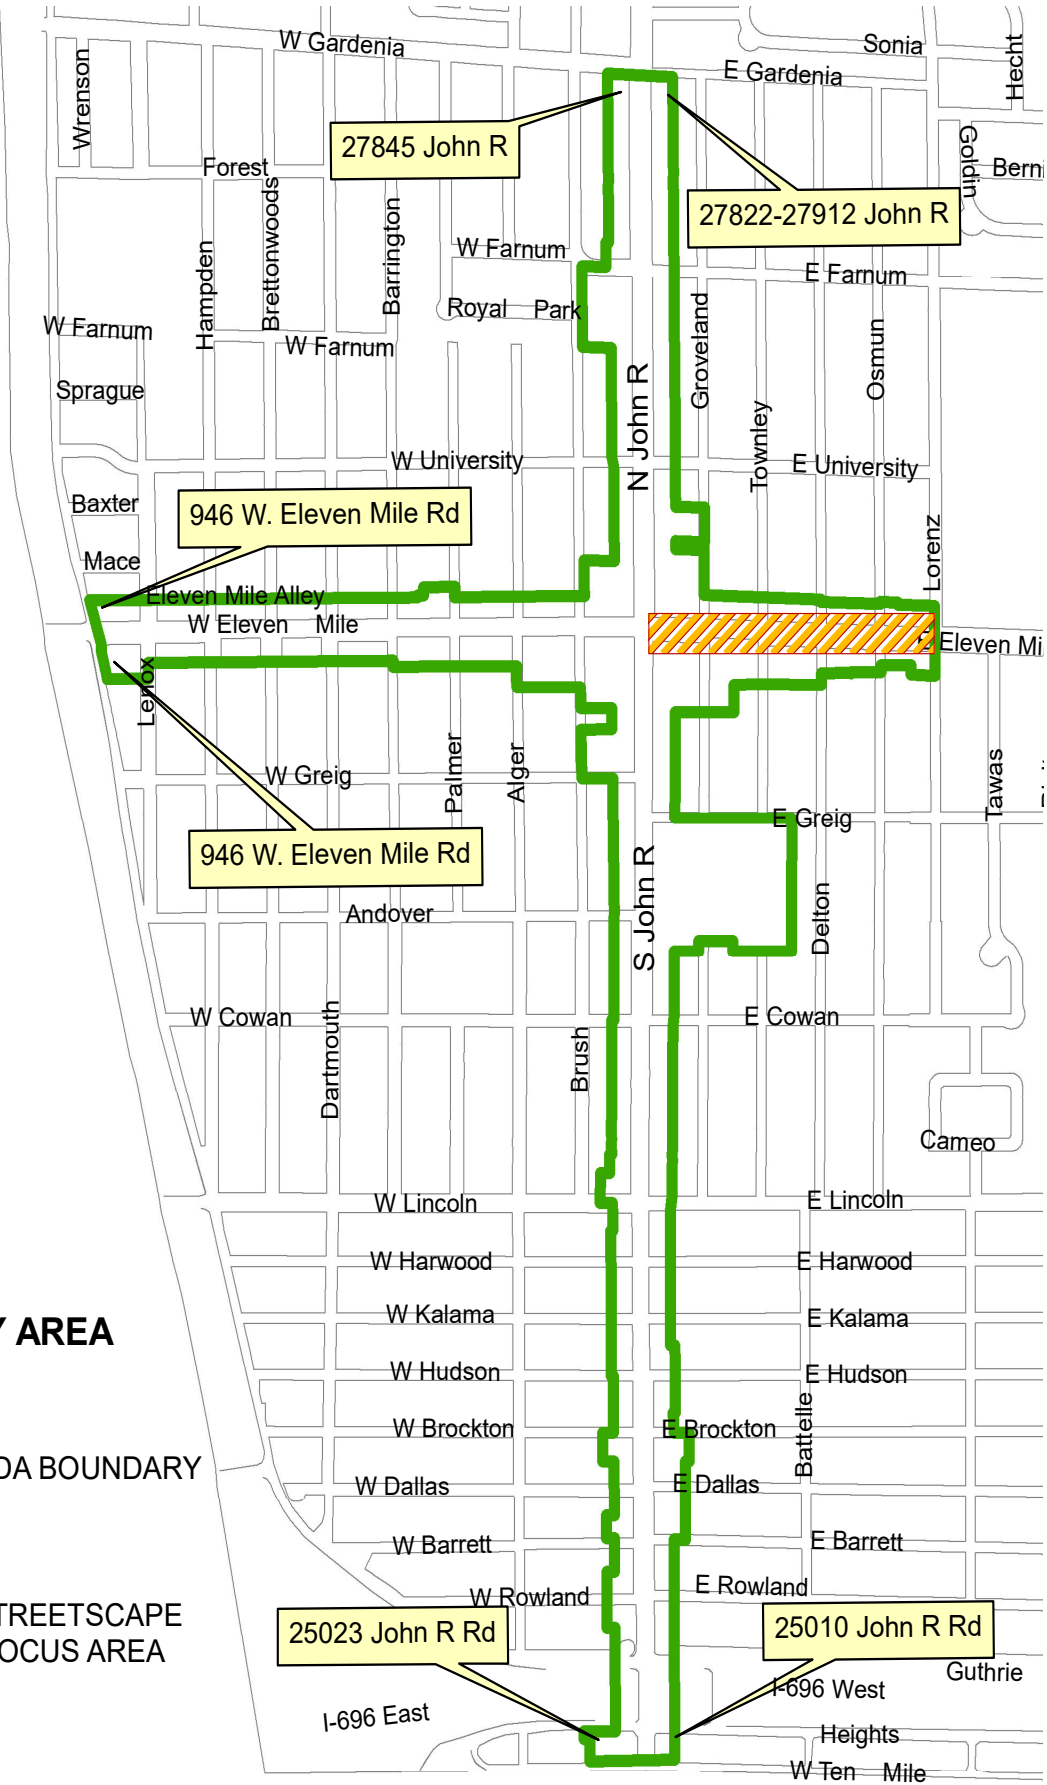 W Gardenia
Sonia
Hecht
Wrenson
E Gardenia
27845 John R
Goldin
Forest
27822-27912 John R
Brettonwoods
Barrington
Hampden
W Farnum
E Farnum
Royal Park
Groveland
W Farnum
W Farnum
Osmun
Sprague
N John R
Townley
W University
E University
Baxter
946 W. Eleven Mile Rd
Lorenz
Mace
Eleven Mile Alley
W Eleven Mile
E Eleven Mi
Lenox
Palmer
Alger
W Greig
Tawas
E Greig
946 W. Eleven Mile Rd
S John R
Andover
Delton
W Cowan
E Cowan
Dartmouth
Brush
Cameo
W Lincoln
E Lincoln
W Harwood
E Harwood
W Kalama
E Kalama
Y AREA
W Hudson
E Hudson
W Brockton
E Brockton
Battelle
DA BOUNDARY
W Dallas
E Dallas
W Barrett
E Barrett
W Rowland
E Rowland
TREETSCAPE
OCUS AREA
25023 John R Rd
25010 John R Rd
Guthrie
I-696 West
I-696 East
Heights
W Ten Mile